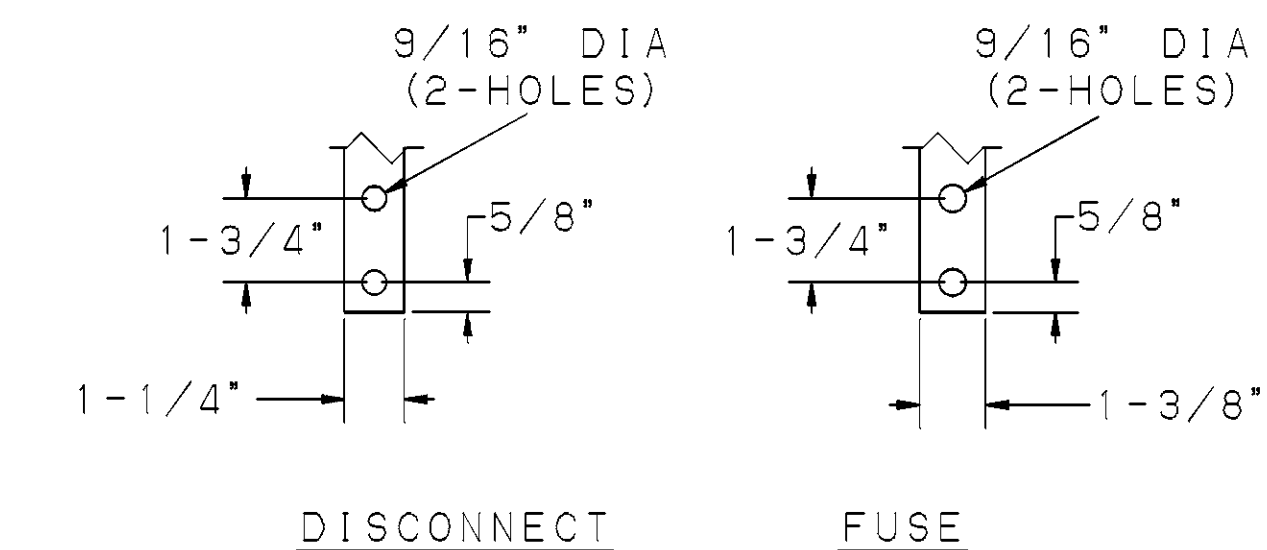 9/16" DIA
(2-HOLES)
1-3/4"
5/8"
1-1/4"
DISCONNECT
9/16" DIA
(2-HOLES)
1-3/4"
5/8"
1-3/8"
FUSE